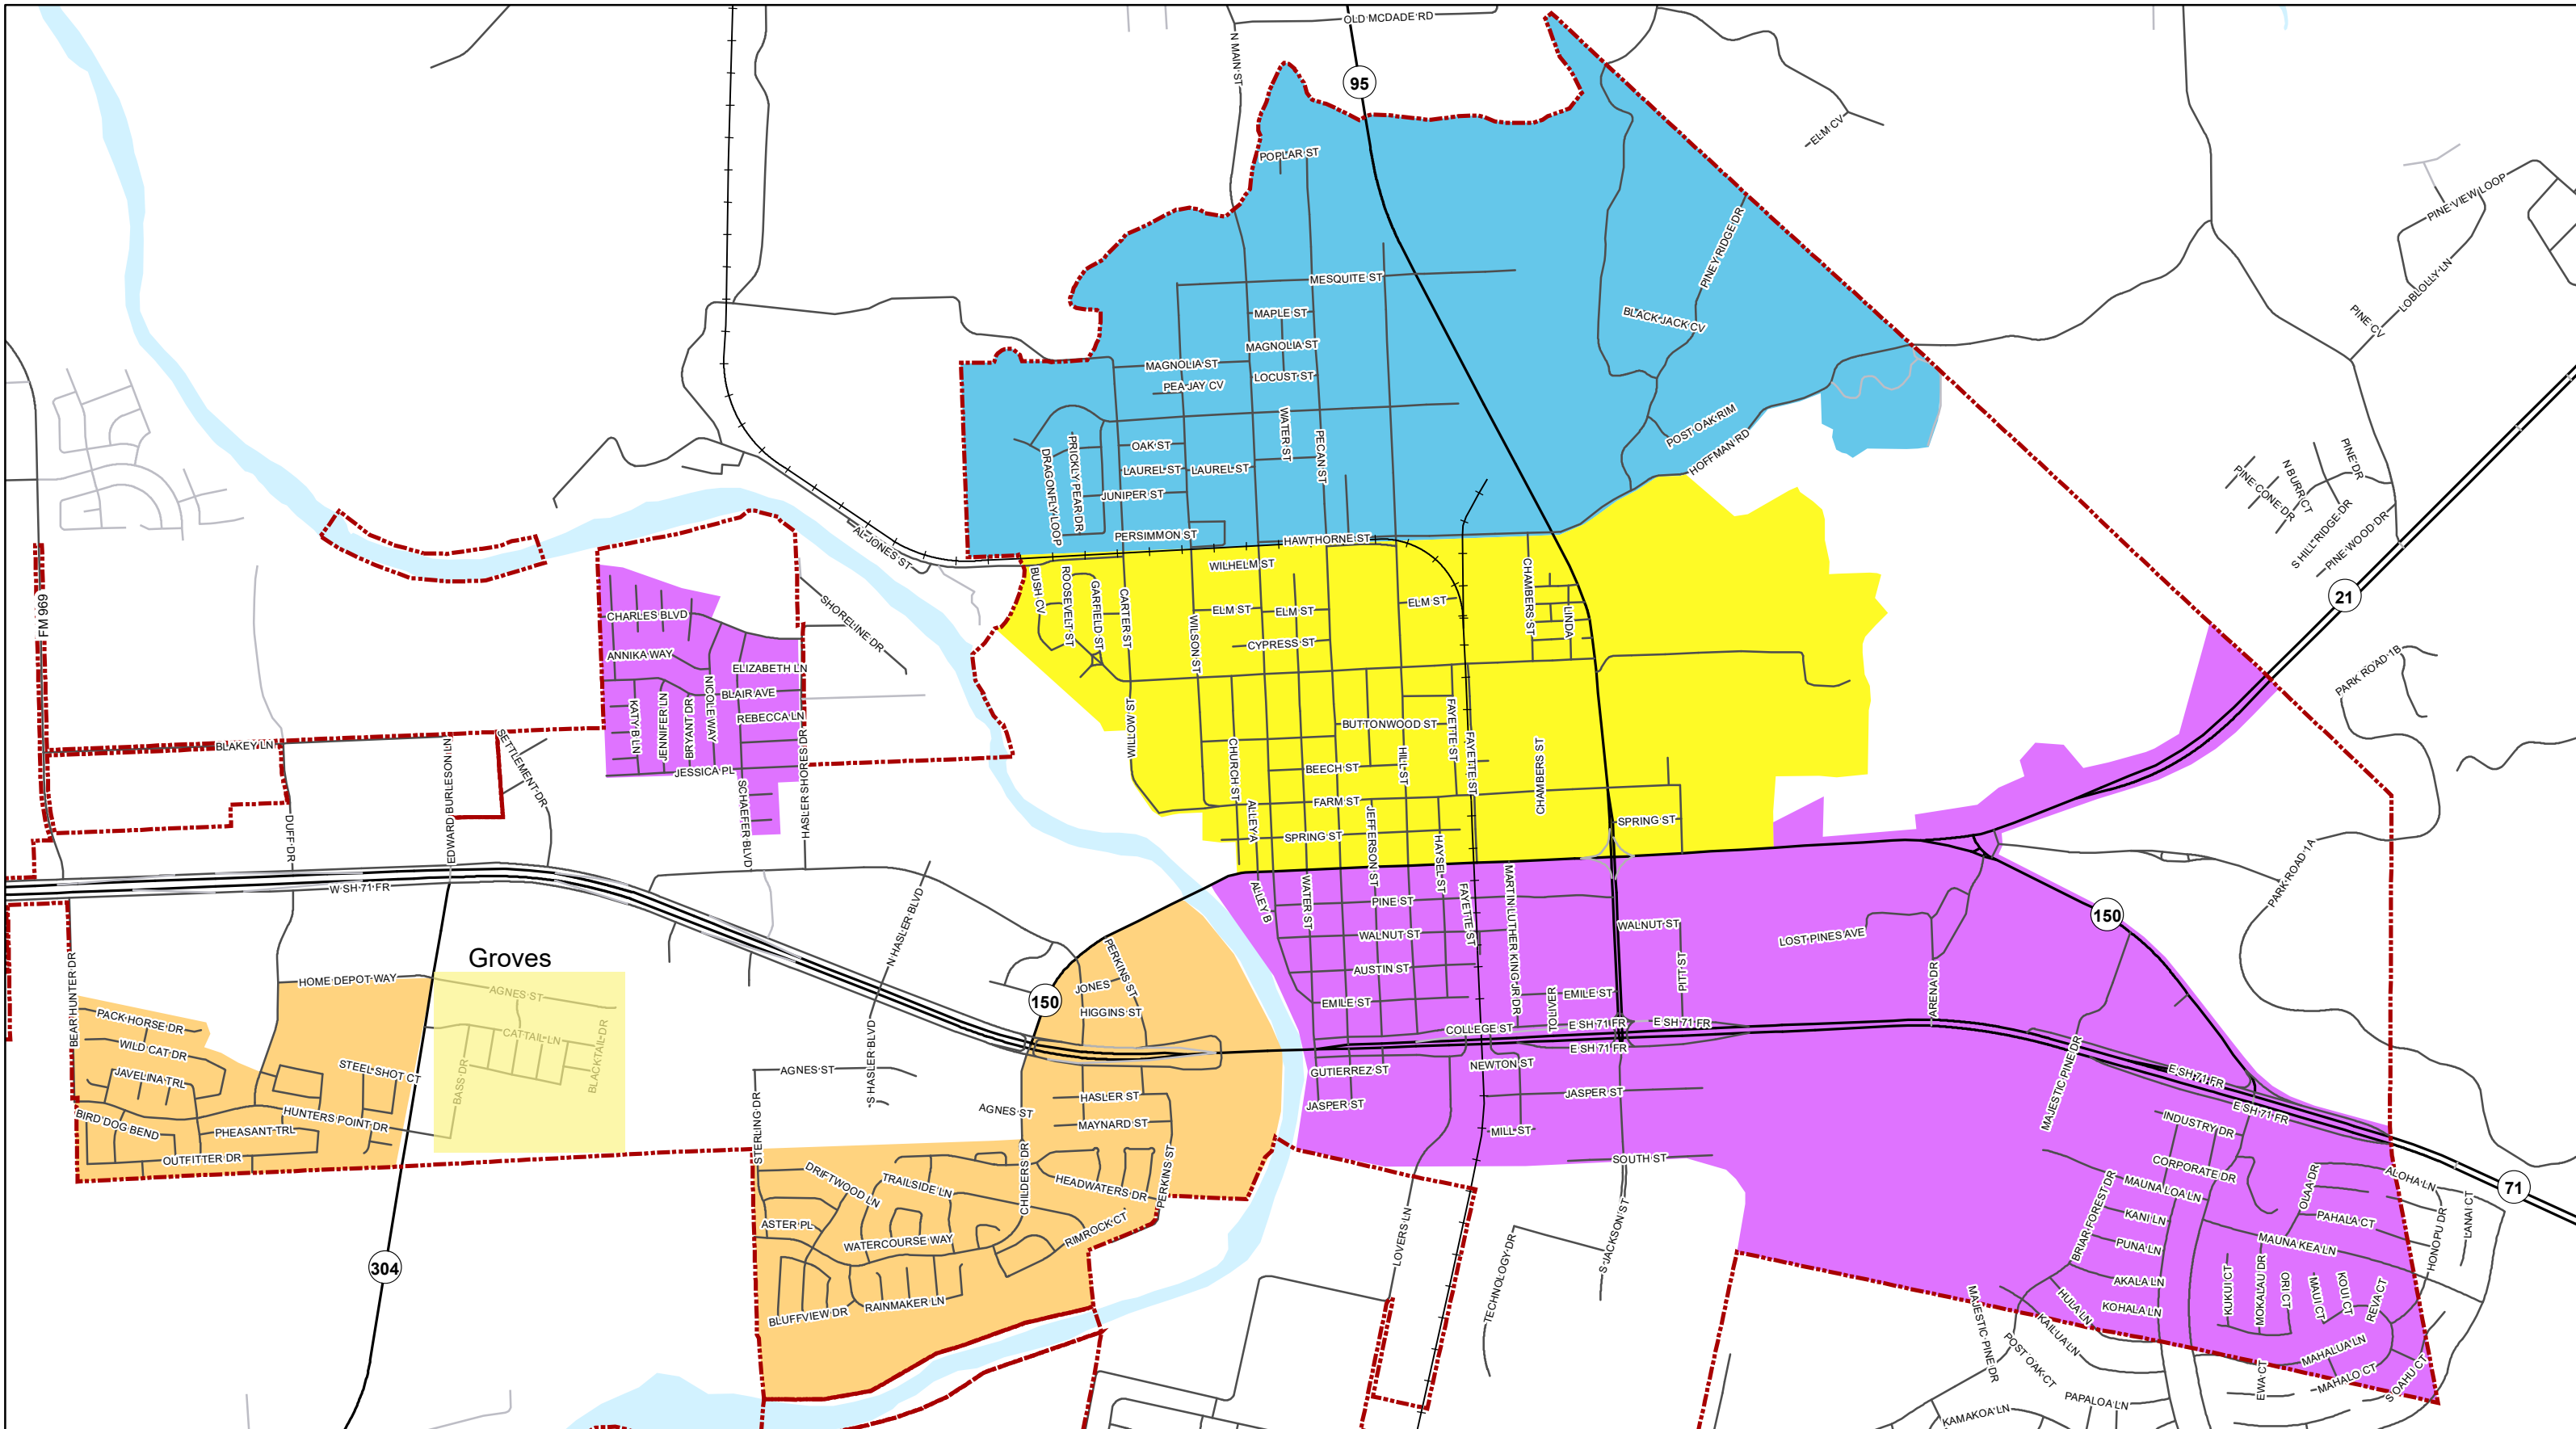 OLD MCDADE RD
N MAIN ST
95
ELM CV
POPLAR ST
PINE VIEW LOOP
PINEY RIDGE DR
MESQUITE ST
LOBLOLLY LN
MAPLE ST
BLACK JACK CV
PINE CV
MAGNOLIA ST
MAGNOLIA ST
LOCUST ST
PEA JAY CV
WATER ST
PECAN ST
POST OAK RIM
HOFFMAN RD
OAK ST
PRICKLY PEAR DR
DRAGONFLY LOOP
LAUREL ST
LAUREL ST
JUNIPER ST
PINE DR
N BURR CT
PINE CONE DR
S HILL RIDGE DR
PINE WOOD DR
PERSIMMON ST
HAWTHORNE ST
AL JONES ST
WILHELM ST
BUSH CV
ROOSEVELT ST
GARFIELD ST
CARTER ST
WILSON ST
ELM ST
ELM ST
ELM ST
CHAMBERS ST
LINDA
21
FM 969
CHARLES BLVD
SHORELINE DR
CYPRESS ST
ANNIKA WAY
ELIZABETH LN
PARK ROAD 1B
BLAIR AVE
KATY B LN
JENNIFER LN
BRYANT DR
NICOLE WAY
REBECCA LN
WILLOW ST
BUTTONWOOD ST
FAYETTE ST
FAYETTE ST
BLAKEY LN
EDWARD BURLESON LN
SETTLEMENT DR
JESSICA PL
SCHAEFER BLVD
HASLER SHORES DR
CHURCH ST
BEECH ST
HILL ST
CHAMBERS ST
FARM ST
ALLEY A
SPRING ST
JEFFERSON ST
HAYSEL ST
SPRING ST
DUFF DR
PARK ROAD 1A
W SH 71 FR
ALLEY B
WATER ST
PINE ST
FAYETTE ST
MARTIN LUTHER KING JR DR
WALNUT ST
WALNUT ST
LOST PINES AVE
150
N HASLER BLVD
PERKINS ST
AUSTIN ST
PITT ST
ARENA DR
Groves
BEAR HUNTER DR
HOME DEPOT WAY
AGNES ST
JONES
150
HIGGINS ST
EMILE ST
EMILE ST
TOLIVER
PACK HORSE DR
CATTAIL LN
BLACKTAIL DR
BASS DR
COLLEGE ST
E SH 71 FR
E SH 71 FR
E SH 71 FR
WILD CAT DR
JAVELINA TRL
STEEL SHOT CT
S HASLER BLVD
AGNES ST
GUTIERREZ ST
NEWTON ST
MAJESTIC PINE DR
E SH 71 FR
E SH 71 FR
HASLER ST
AGNES ST
JASPER ST
JASPER ST
BIRD DOG BEND
HUNTERS POINT DR
PHEASANT TRL
STERLING DR
MAYNARD ST
MILL ST
INDUSTRY DR
OUTFITTER DR
CHILDERS DR
PERKINS ST
SOUTH ST
CORPORATE DR
DRIFTWOOD LN
TRAILSIDE LN
HEADWATERS DR
BRIAR FOREST DR
MAUNA LOA LN
OLAA DR
ALOHA LN
71
LANAI CT
ASTER PL
WATERCOURSE WAY
RIMROCK CT
LOVERS LN
TECHNOLOGY DR
S JACKSON ST
KANI LN
PAHALA CT
HONOPU DR
PUNA LN
MAUNA KEA LN
304
AKALA LN
KUKUI CT
MOKALAU DR
ORI CT
MAUI CT
KOUI CT
REVA CT
BLUFFVIEW DR
RAINMAKER LN
MAJESTIC PINE DR
HULA LN
KOHALA LN
KAILUA LN
POST OAK CT
MAHALUA LN
EWA CT
MAHALO CT
S OAHU CT
PAPALOA LN
KAMAKOA LN